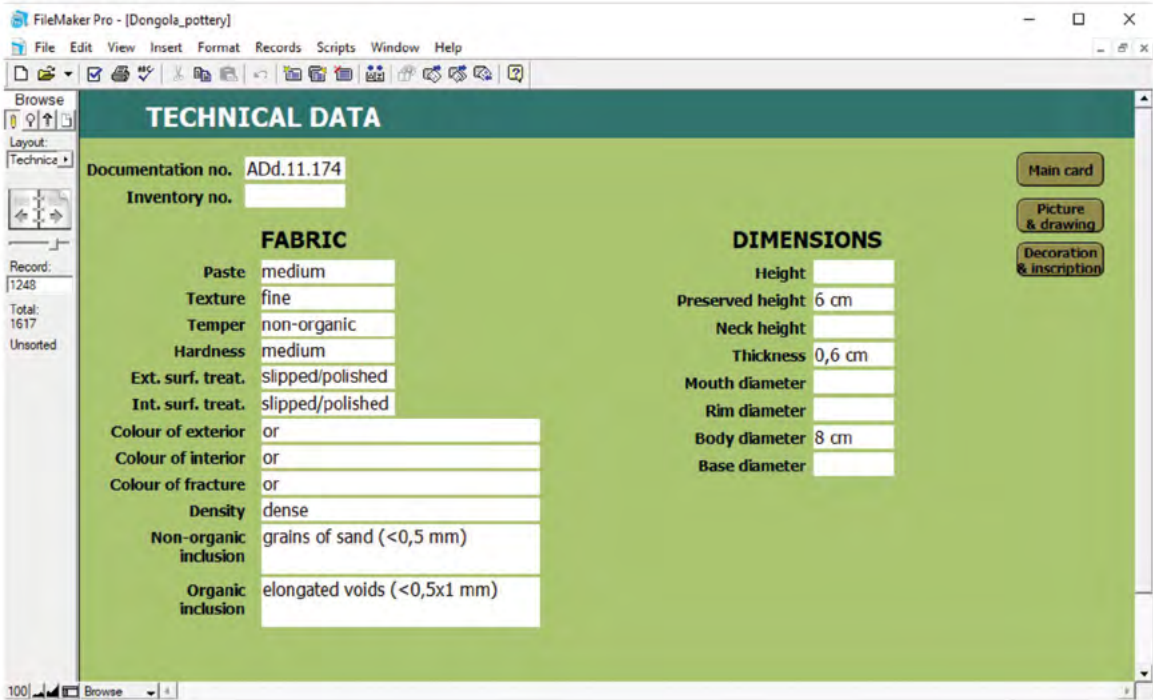 FileMaker Pro - [Dongola_pottery]
File Edit View Insert Format Records Scripts Window Help
Browse
Layout:
Technica
Record:
1248
Total:
1617
Unsorted
TECHNICAL DATA
Documentation no. ADd.11.174
Inventory no.
Main card
Picture
& drawing
Decoration
& inscription
FABRIC
Paste medium
Texture fine
Temper non-organic
Hardness medium
Ext. surf. treat. slipped/polished
Int. surf. treat. slipped/polished
Colour of exterior or
Colour of interior or
Colour of fracture or
Density dense
Non-organic grains of sand (<0,5 mm)
inclusion
Organic elongated voids (<0,5x1 mm)
inclusion
DIMENSIONS
Height
Preserved height 6 cm
Neck height
Thickness 0,6 cm
Mouth diameter
Rim diameter
Body diameter 8 cm
Base diameter
100 Browse